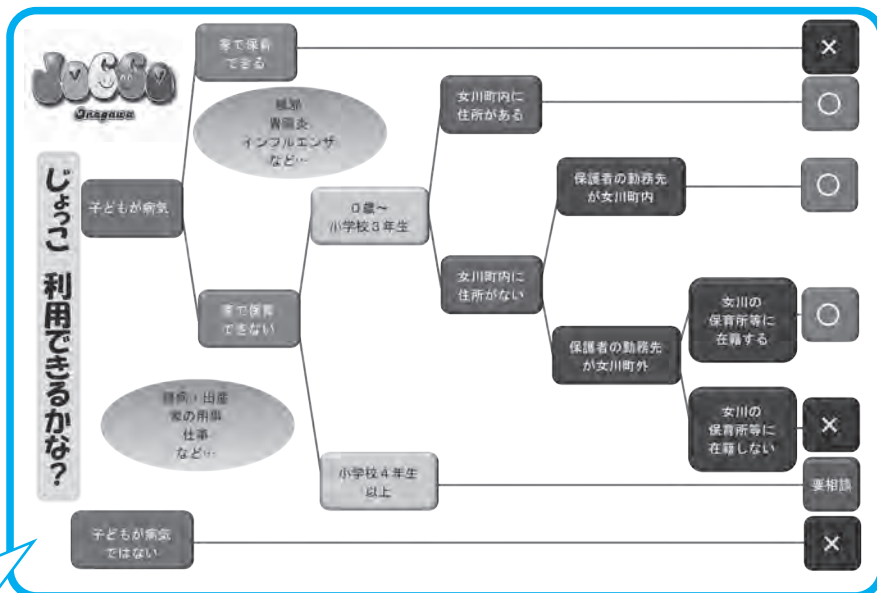 Jocco
Onagawa
じょっこ 利用できるかな?
子どもが病気
家で保育
できる
×
風邪
胃腸炎
インフルエンザ
など…
家で保育
できない
0歳~
小学校3年生
女川町内に
住所がある
○
女川町内に
住所がない
保護者の勤務先
が女川町内
○
保護者の勤務先
が女川町外
女川の
保育所等に
在籍する
○
女川の
保育所等に
在籍しない
×
家の用事
仕事
など…
小学校4年生
以上
要相談
子どもが病気
ではない
×